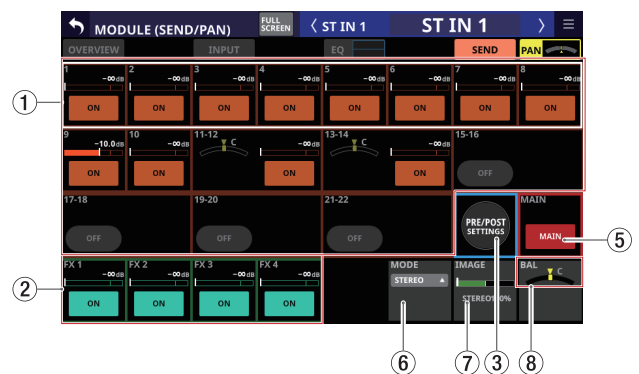 MODULE (SEND/PAN)
FULL
SCREEN
ST IN 1
ST IN 1
OVERVIEW
INPUT
EQ
SEND
PAN
1
2
3
4
5
6
7
8
-∞dB
-∞dB
-∞dB
-∞dB
-∞dB
-∞dB
-∞dB
-∞dB
①
ON
ON
ON
ON
ON
ON
ON
ON
9
10
11-12
13-14
15-16
-10.0dB
-∞dB
C
-∞dB
C
-∞dB
ON
ON
ON
ON
OFF
17-18
19-20
21-22
MAIN
PRE/POST
SETTINGS
OFF
OFF
OFF
MAIN
⑤
FX 1
FX 2
FX 3
FX 4
MODE
IMAGE
BAL
-∞dB
-∞dB
-∞dB
-∞dB
STEREO
C
②
ON
ON
ON
ON
⑥
⑦
③
⑧